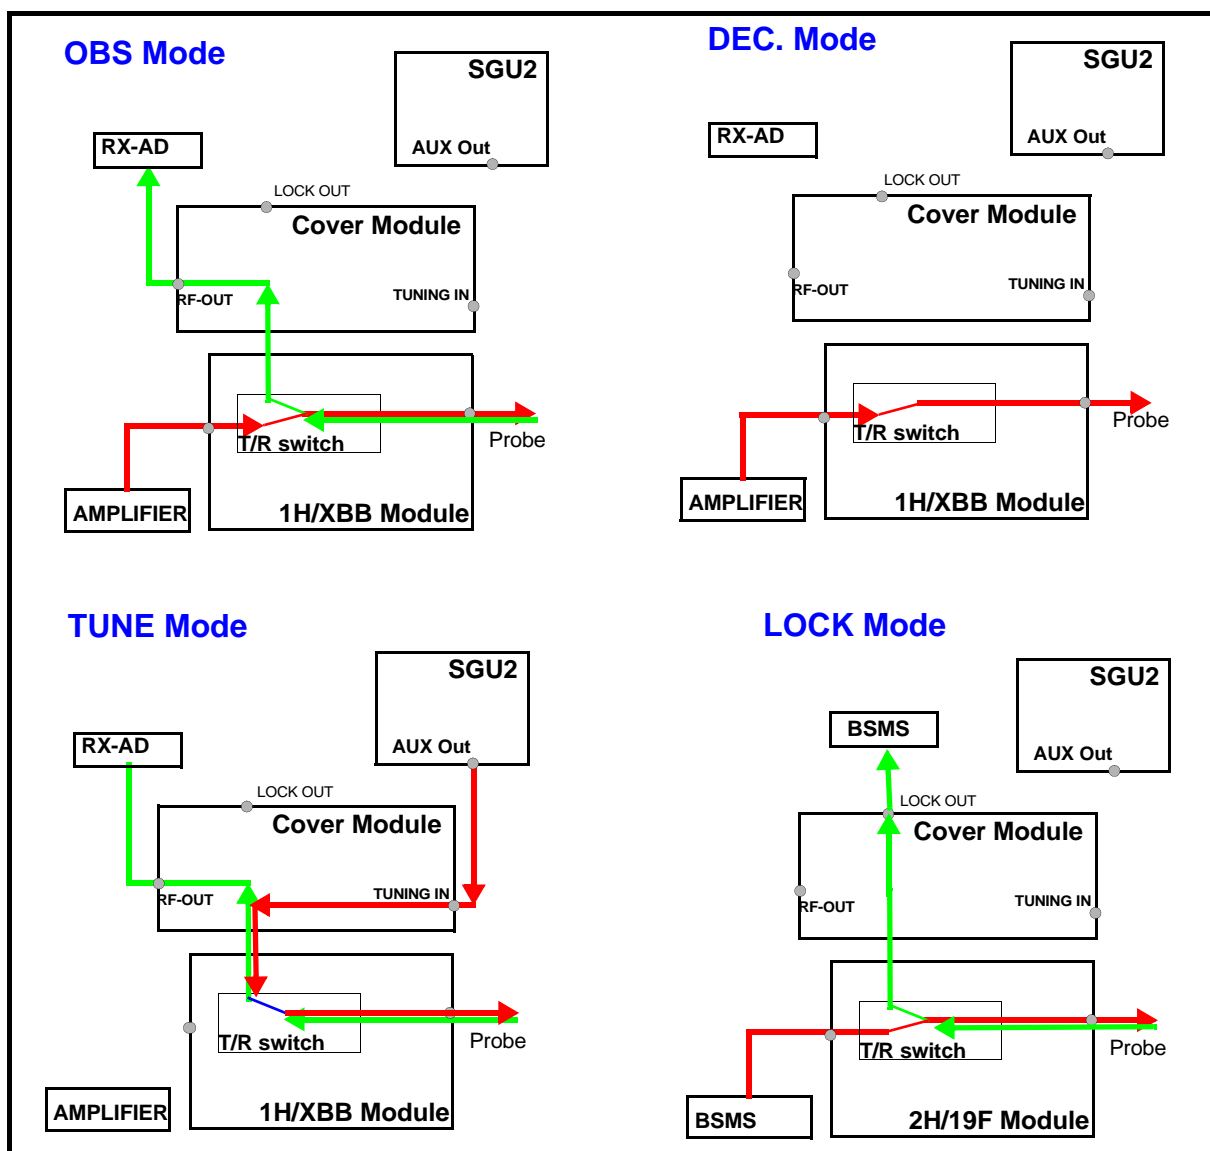 OBS Mode
SGU2
AUX Out
RX-AD
LOCK OUT
Cover Module
RF-OUT
TUNING IN
T/R switch
Probe
AMPLIFIER
1H/XBB Module
DEC. Mode
SGU2
AUX Out
RX-AD
LOCK OUT
Cover Module
RF-OUT
TUNING IN
T/R switch
Probe
AMPLIFIER
1H/XBB Module
TUNE Mode
SGU2
AUX Out
RX-AD
LOCK OUT
Cover Module
RF-OUT
TUNING IN
T/R switch
Probe
AMPLIFIER
1H/XBB Module
LOCK Mode
SGU2
AUX Out
BSMS
LOCK OUT
Cover Module
RF-OUT
TUNING IN
T/R switch
Probe
BSMS
2H/19F Module